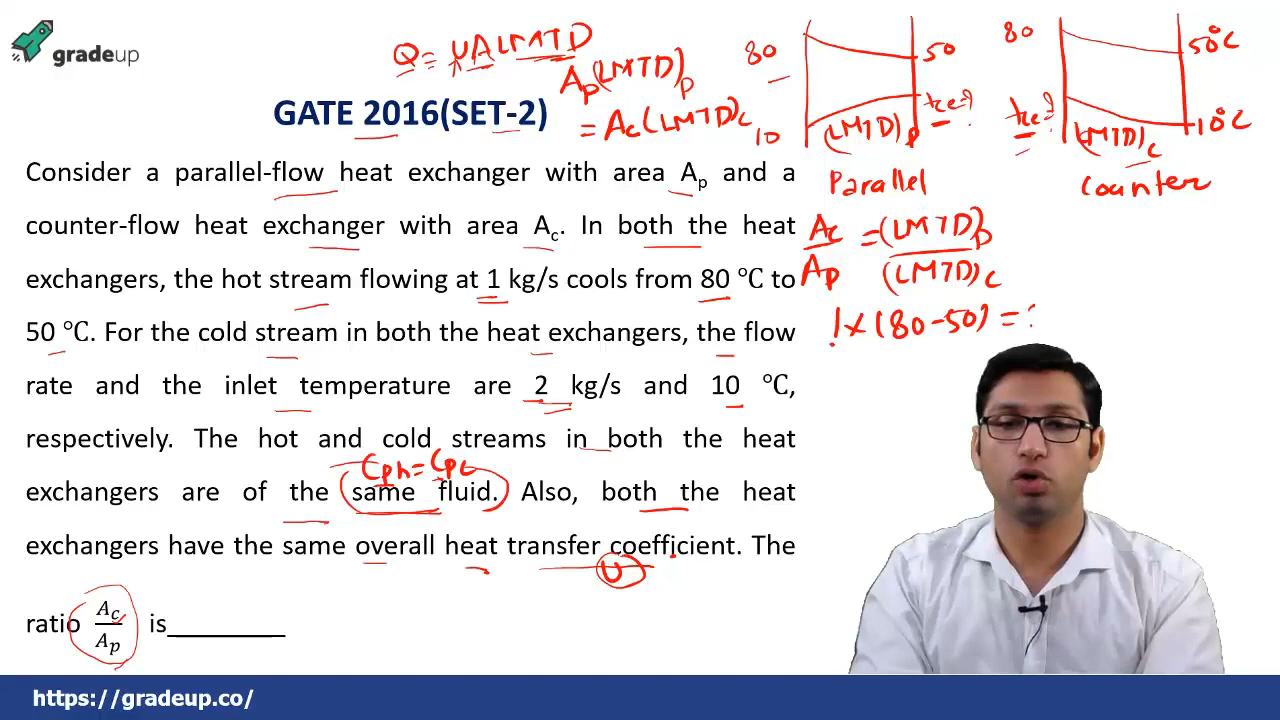 gradeup
Q = UA LMTD
Ap (LMTD)p
= Ac (LMTD)c
80
50
tce=?
10
(LMTD)p
Parallel
80
50°C
tce=?
10°C
(LMTD)c
Counter
GATE 2016(SET-2)
Consider a parallel-flow heat exchanger with area Ap and a
counter-flow heat exchanger with area Ac. In both the heat
exchangers, the hot stream flowing at 1 kg/s cools from 80 °C to
50 °C. For the cold stream in both the heat exchangers, the flow
rate and the inlet temperature are 2 kg/s and 10 °C,
respectively. The hot and cold streams in both the heat
Cph = Cpc
exchangers are of the same fluid. Also, both the heat
exchangers have the same overall heat transfer coefficient. The
U
ratio Ac/Ap is________
Ac/Ap = (LMTD)p/(LMTD)c
1×(80-50) = ?
https://gradeup.co/